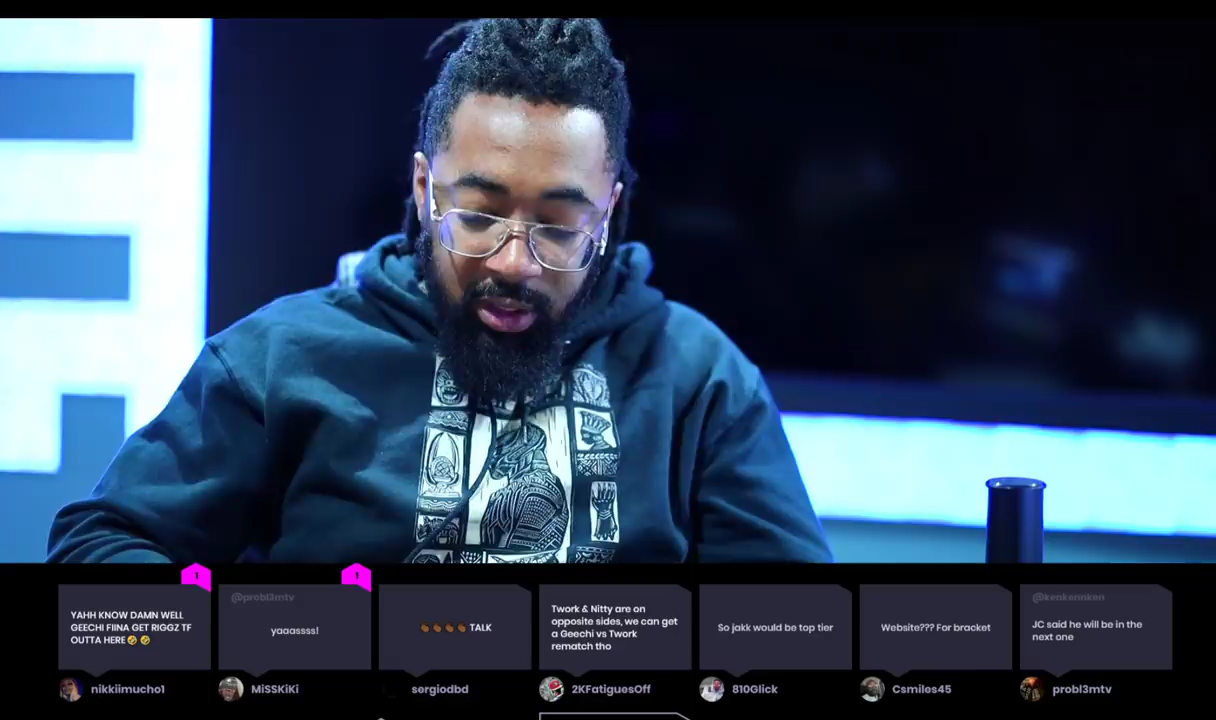 1
1
YAHH KNOW DAMN WELL
GEECHI FIINA GET RIGGZ TF
OUTTA HERE🤣🤣
nikkiimucho1
@probl3mtv
yaaassss!
MiSSKiKi
👏🏾👏🏾👏🏾👏🏾 TALK
sergiodbd
Twork & Nitty are on
opposite sides, we can get
a Geechi vs Twork
rematch tho
2KFatiguesOff
So jakk would be top tier
810Glick
Website??? For bracket
Csmiles45
@kenkennken
JC said he will be in the
next one
probl3mtv